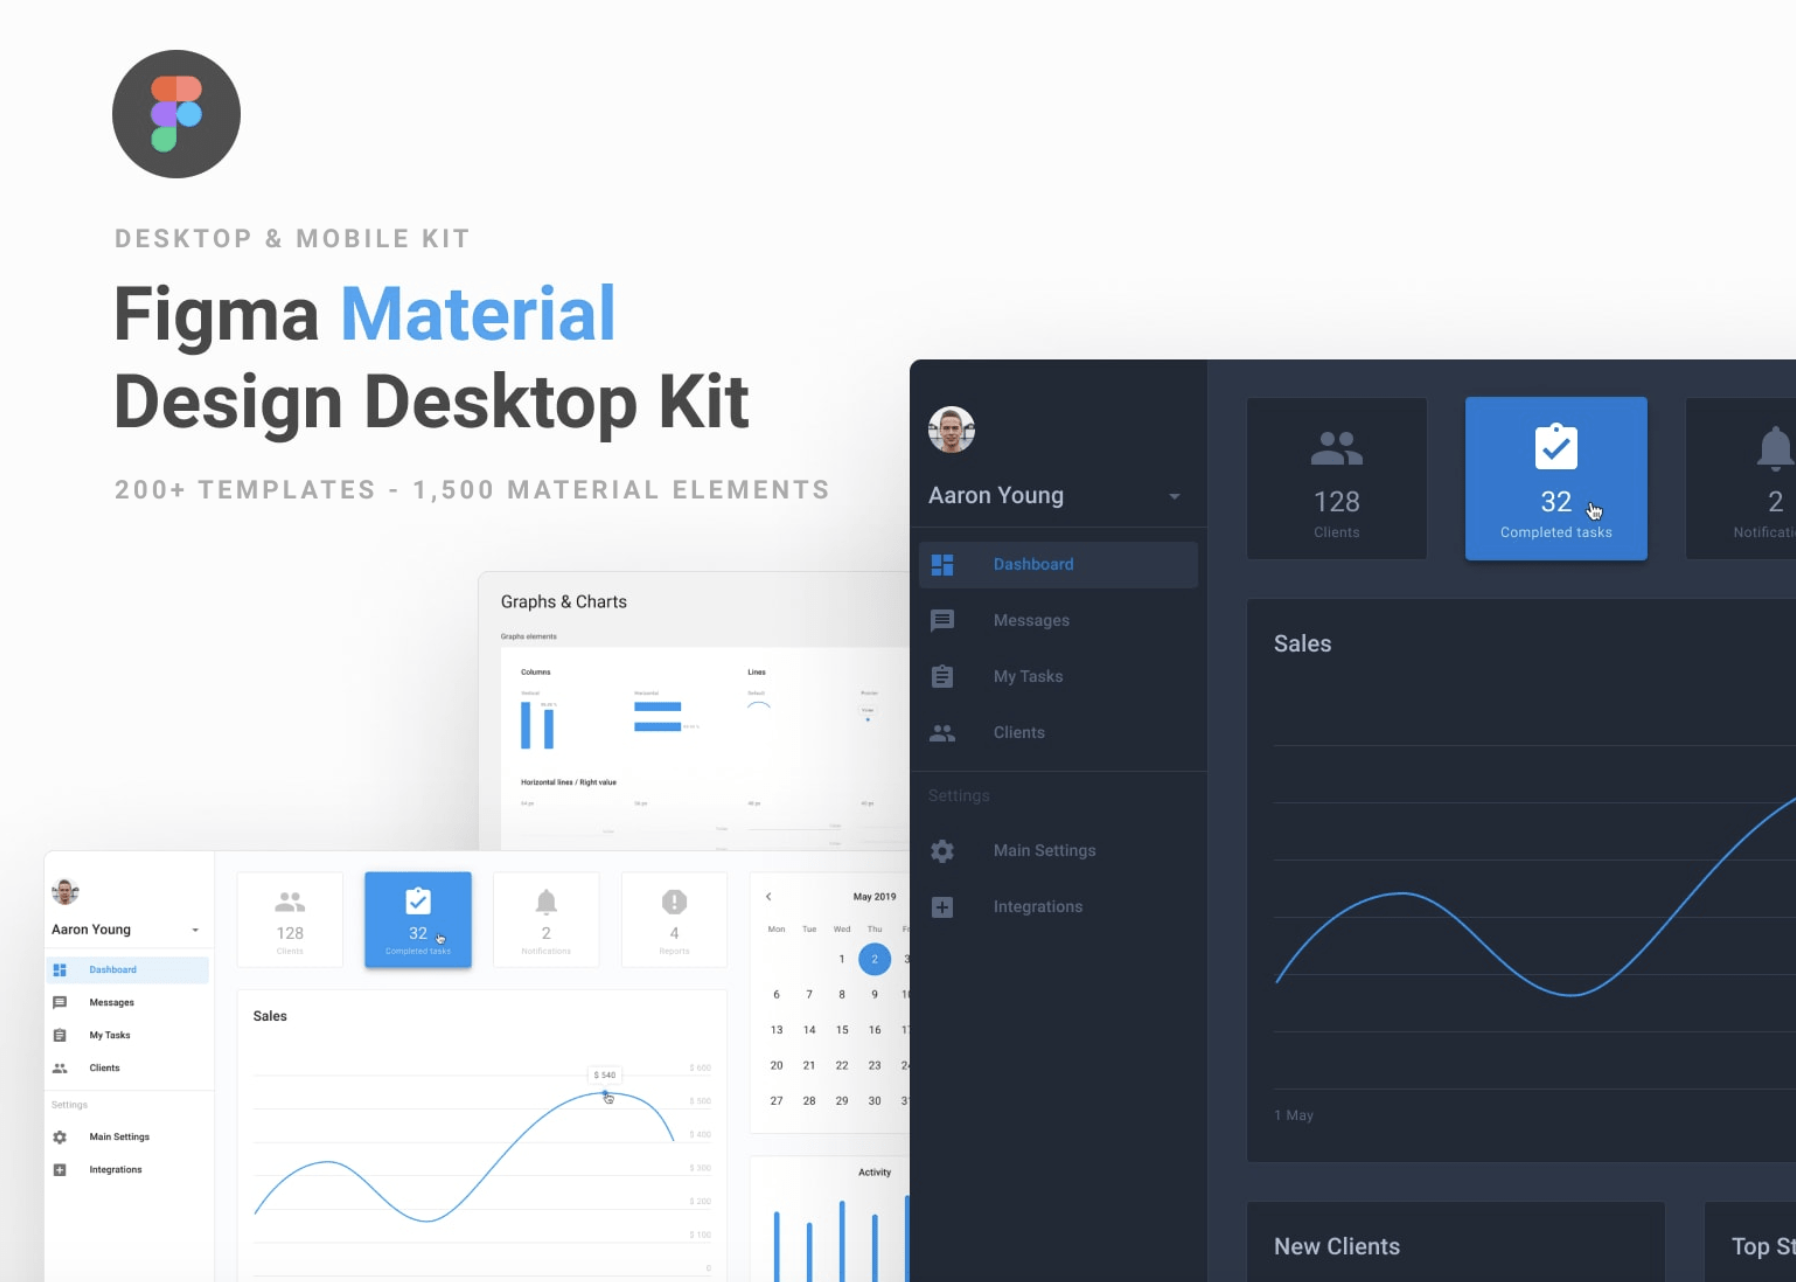 DESKTOP & MOBILE KIT
Figma Material
Design Desktop Kit
200+ TEMPLATES - 1,500 MATERIAL ELEMENTS
Graphs & Charts
Graphs elements
Columns
Lines
Vertical
Horizontal
Default
Pointer
Horizontal lines / Right value
Aaron Young
Dashboard
Messages
My Tasks
Clients
Settings
Main Settings
Integrations
128
Clients
32
Completed tasks
2
Notifications
4
Reports
Sales
$ 540
$ 600
$ 500
$ 400
$ 300
$ 200
$ 100
0
May 2019
Mon Tue Wed Thu
1 2 3
6 7 8 9
13 14 15 16
20 21 22 23
27 28 29 30
Activity
Aaron Young
Dashboard
Messages
My Tasks
Clients
Settings
Main Settings
Integrations
128
Clients
32
Completed tasks
2
Notificati
Sales
1 May
New Clients
Top St